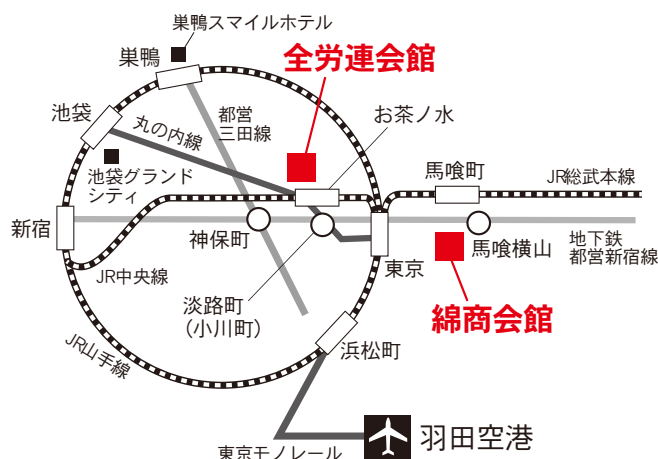 巣鴨スマイルホテル
巣鴨
全労連会館
池袋
丸の内線
都営
三田線
お茶ノ水
池袋グランド
シティ
馬喰町
JR総武本線
新宿
神保町
東京
馬喰横山
地下鉄
都営新宿線
JR中央線
淡路町
（小川町）
綿商会館
JR山手線
浜松町
羽田空港
東京モノレール